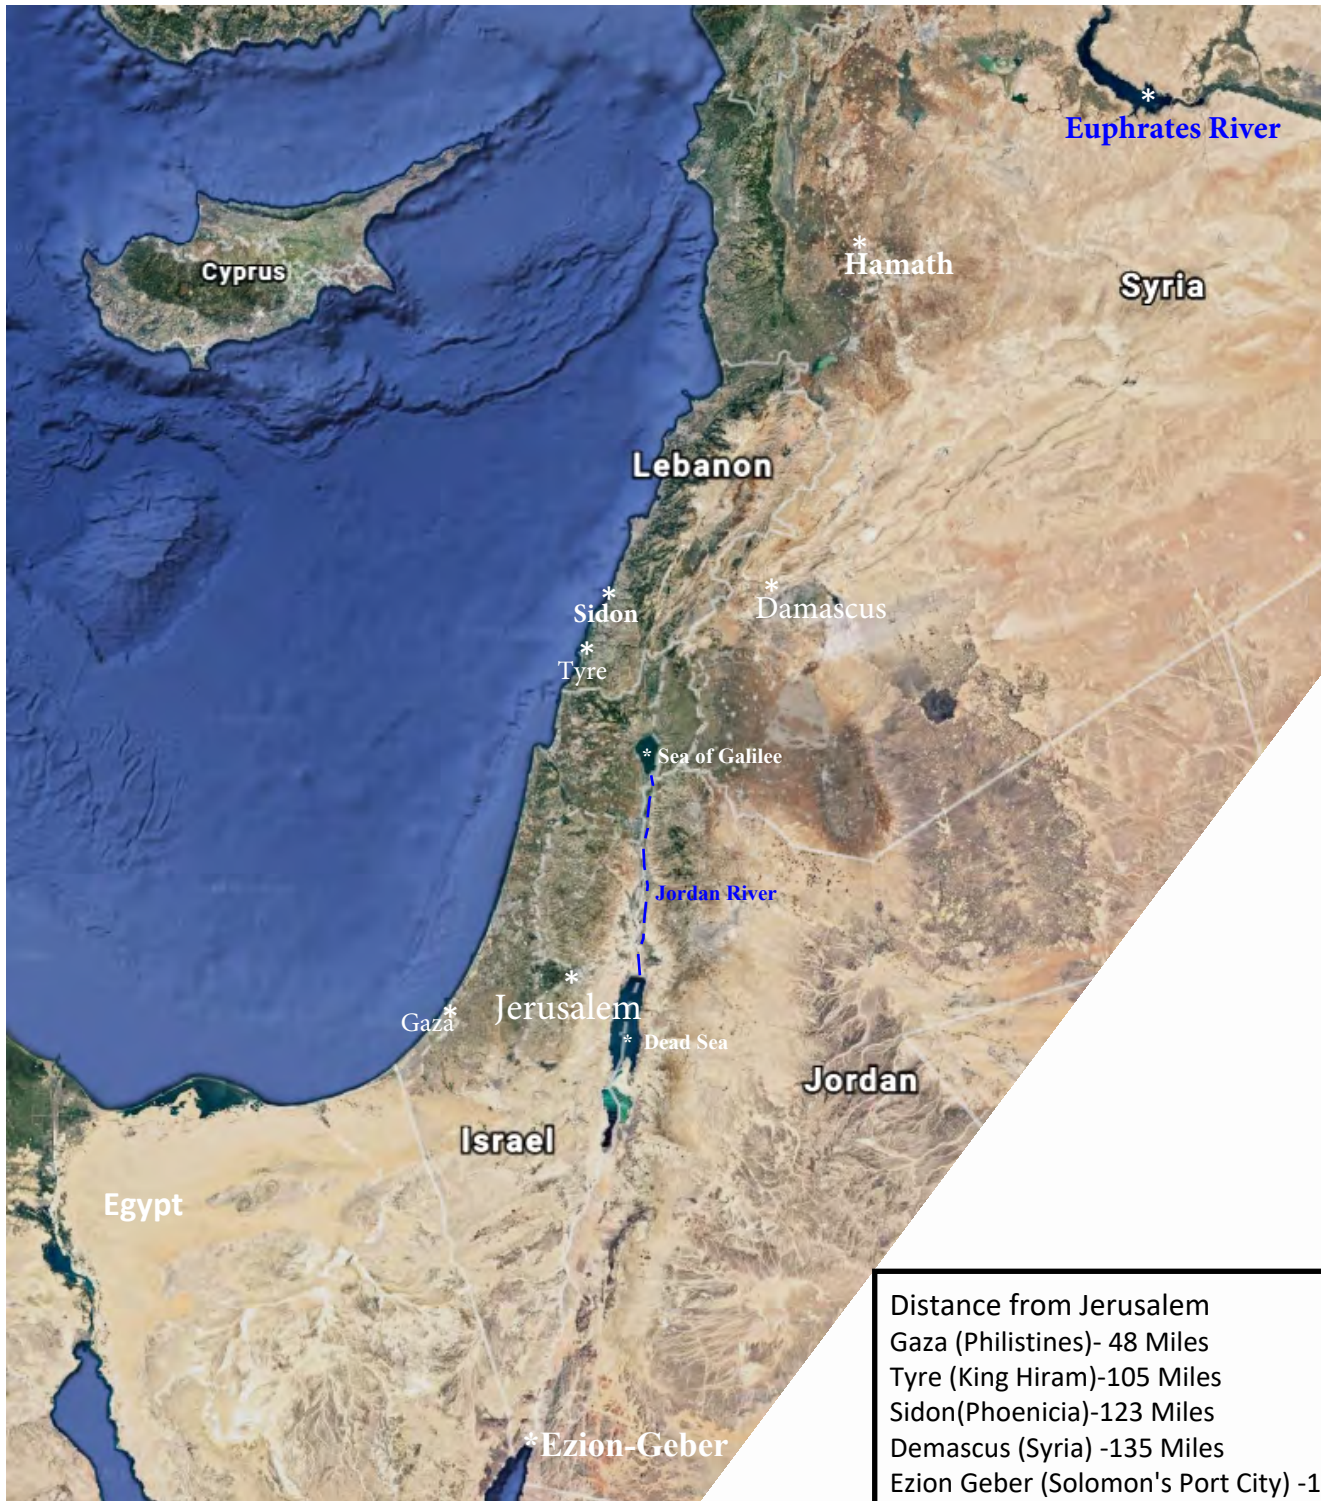 *
Euphrates River
*
Hamath
Cyprus
Syria
Lebanon
*
Sidon
*
Damascus
*
Tyre
* Sea of Galilee
Jordan River
*
Jerusalem
*
Gaza
* Dead Sea
Jordan
Israel
Egypt
*Ezion-Geber
Distance from Jerusalem
Gaza (Philistines)- 48 Miles
Tyre (King Hiram)-105 Miles
Sidon(Phoenicia)-123 Miles
Demascus (Syria) -135 Miles
Ezion Geber (Solomon's Port City) -1